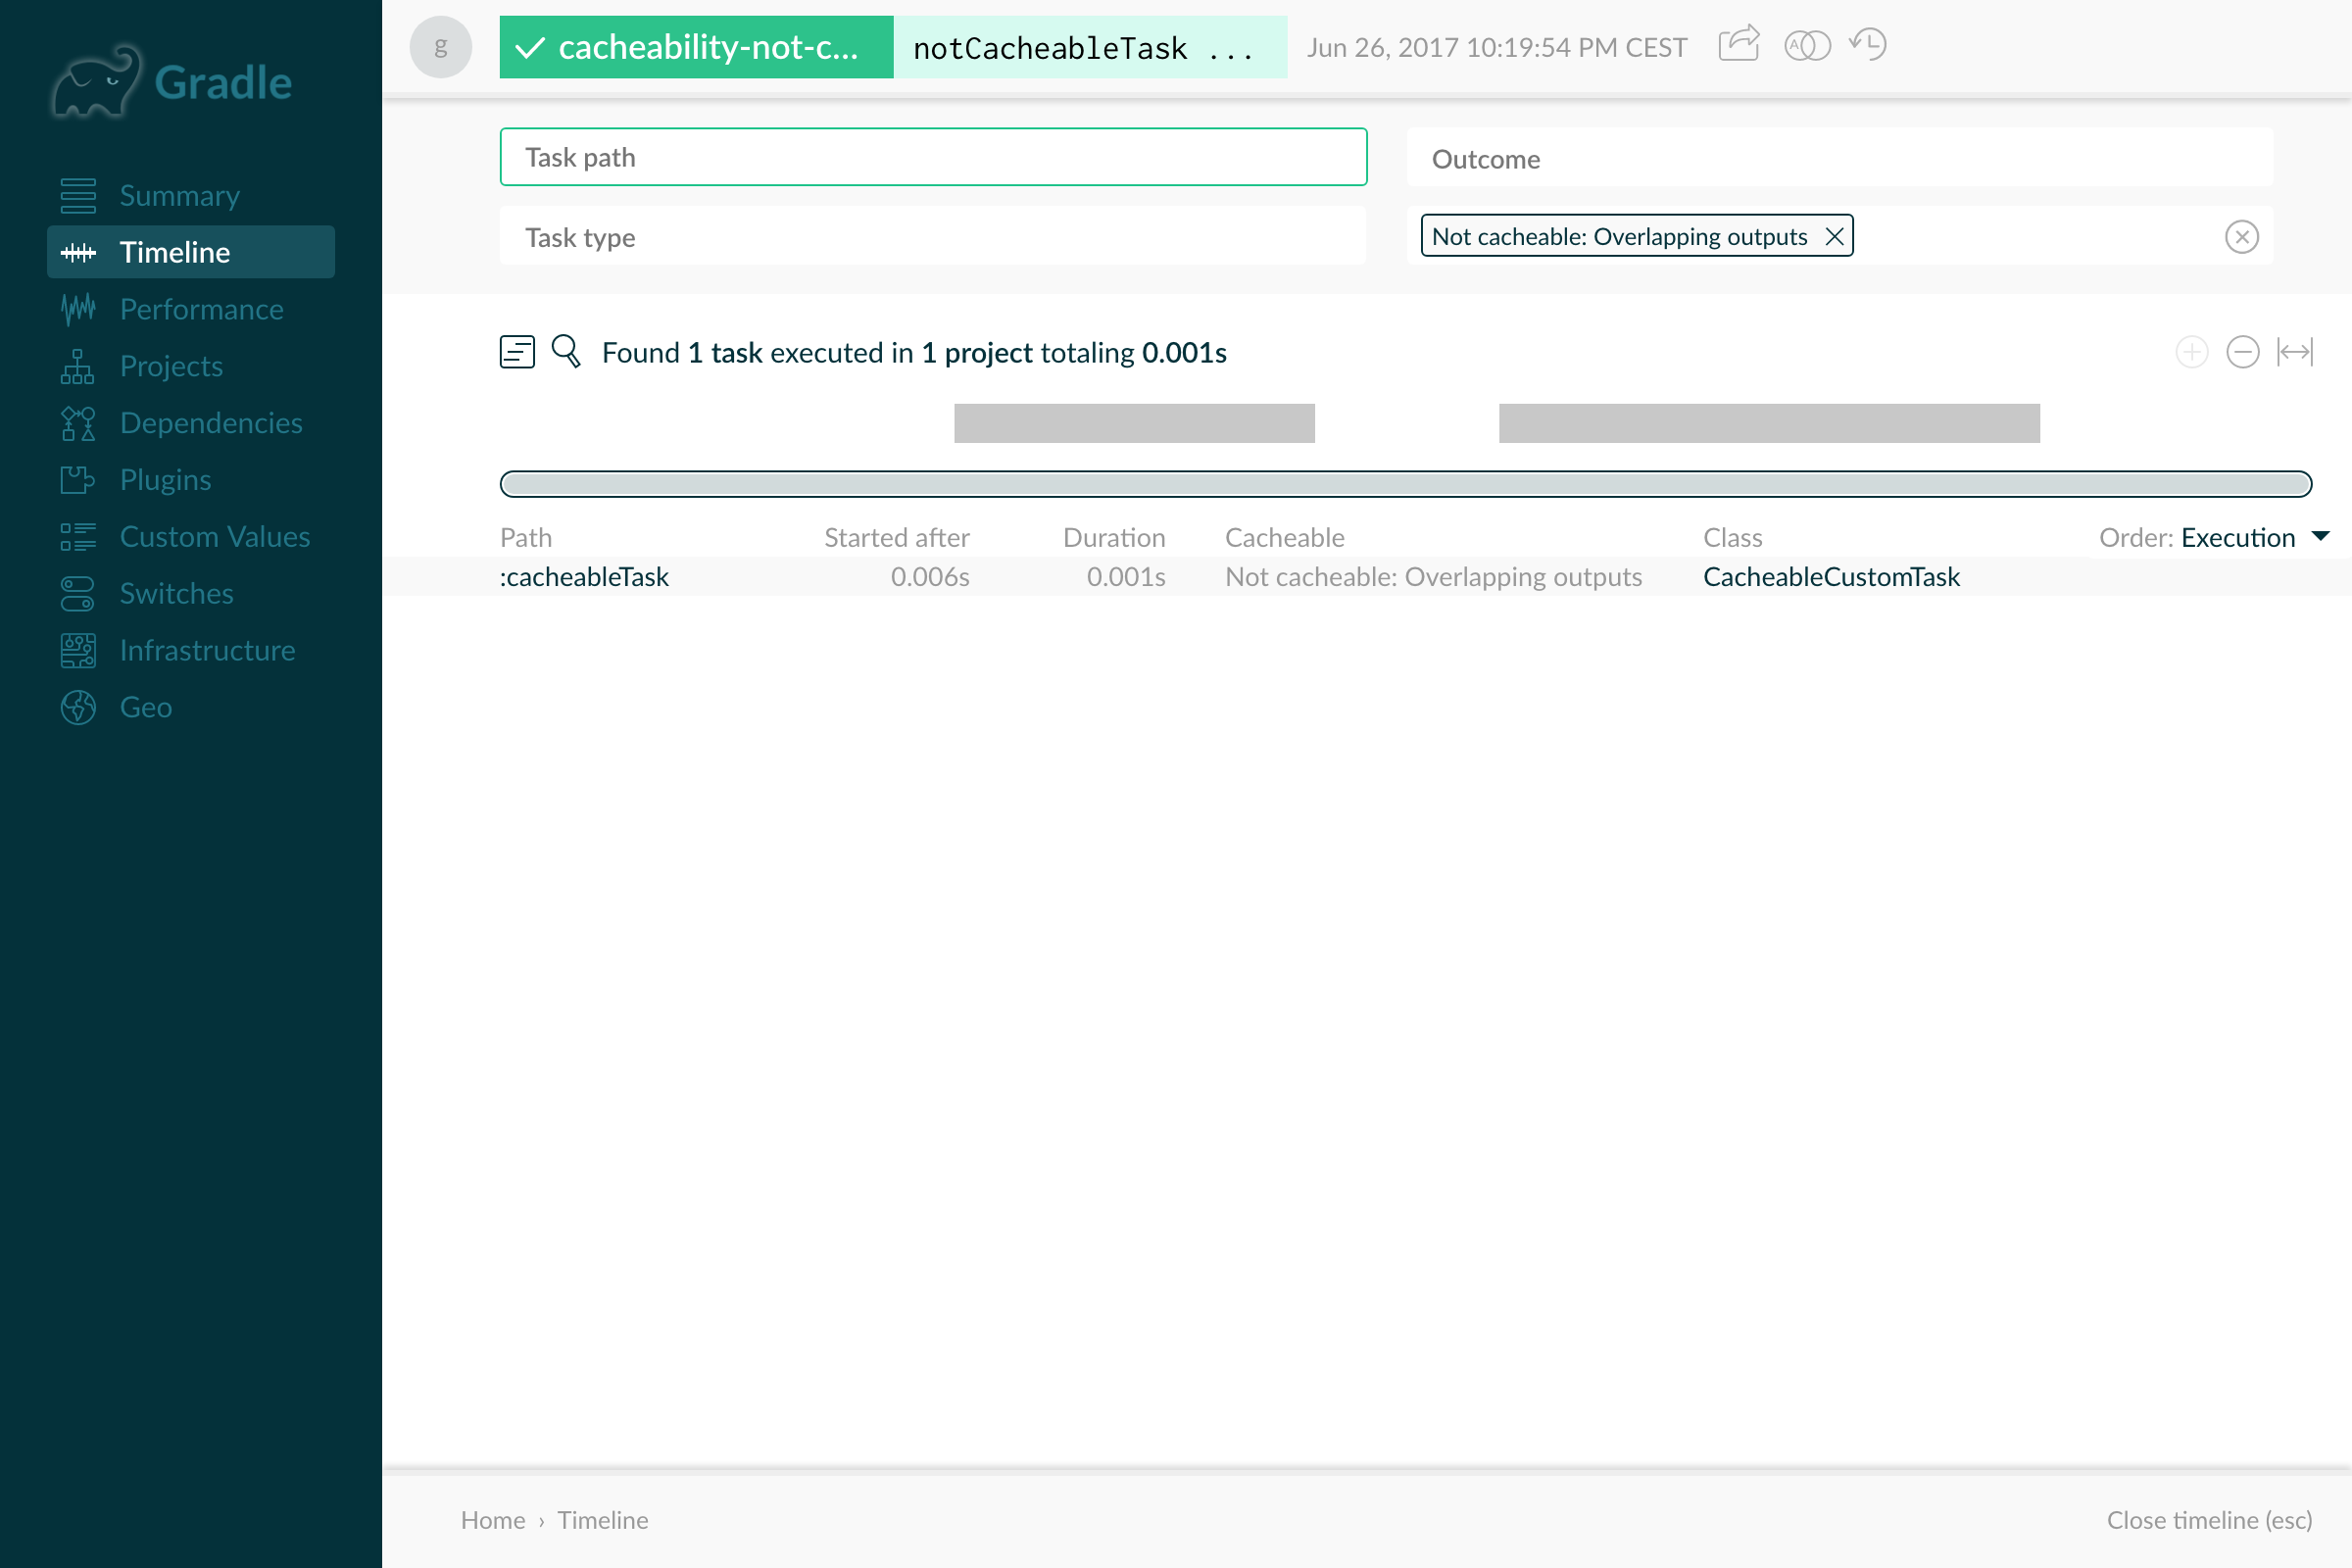 Gradle
Summary
Timeline
Performance
Projects
Dependencies
Plugins
Custom Values
Switches
Infrastructure
Geo
g cacheability-not-c... notCacheableTask ... Jun 26, 2017 10:19:54 PM CEST
Task path Outcome
Task type Not cacheable: Overlapping outputs
Found 1 task executed in 1 project totaling 0.001s
Path Started after Duration Cacheable Class Order: Execution
:cacheableTask 0.006s 0.001s Not cacheable: Overlapping outputs CacheableCustomTask
Home › Timeline Close timeline (esc)